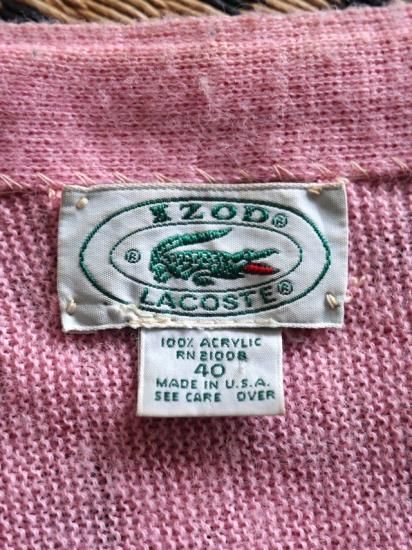 IZOD®
®
®
LACOSTE®
100% ACRYLIC
RN 21008
40
MADE IN U.S.A.
SEE CARE OVER